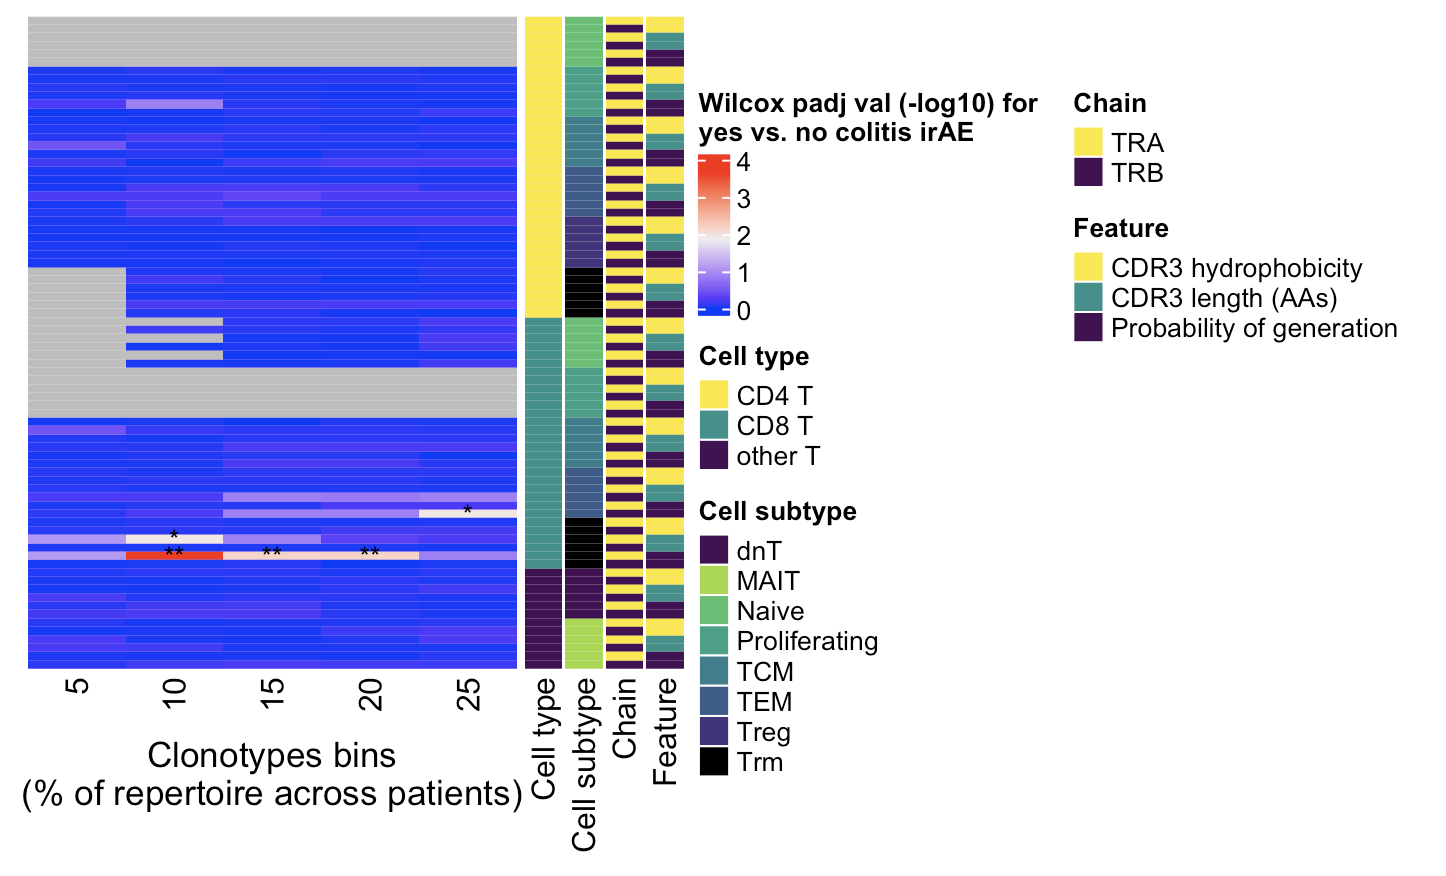 *
*
**
**
**
5
10
15
20
25
Clonotypes bins
(% of repertoire across patients)
Cell type
Cell subtype
Chain
Feature
Wilcox padj val (-log10) for
yes vs. no colitis irAE
4
3
2
1
0
Cell type
CD4 T
CD8 T
other T
Cell subtype
dnT
MAIT
Naive
Proliferating
TCM
TEM
Treg
Trm
Chain
TRA
TRB
Feature
CDR3 hydrophobicity
CDR3 length (AAs)
Probability of generation